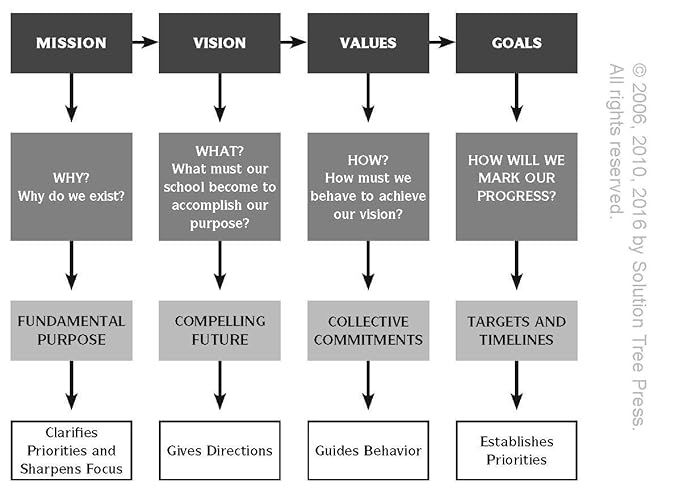 MISSION
VISION
VALUES
GOALS
WHY?
Why do we exist?
WHAT?
What must our
school become to
accomplish our
purpose?
HOW?
How must we
behave to achieve
our vision?
HOW WILL WE
MARK OUR
PROGRESS?
FUNDAMENTAL
PURPOSE
COMPELLING
FUTURE
COLLECTIVE
COMMITMENTS
TARGETS AND
TIMELINES
Clarifies
Priorities and
Sharpens Focus
Gives Directions
Guides Behavior
Establishes
Priorities
© 2006, 2010, 2016 by Solution Tree Press.
All rights reserved.